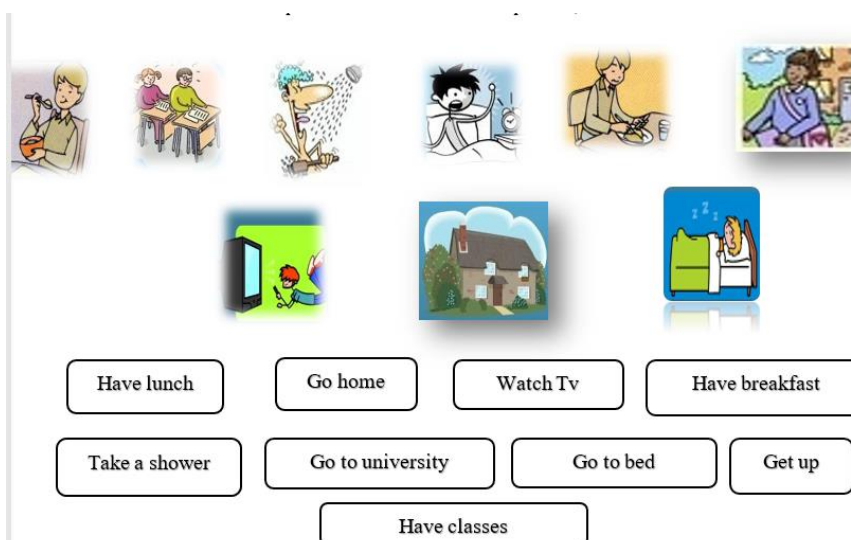 Have lunch
Go home
Watch Tv
Have breakfast
Take a shower
Go to university
Go to bed
Get up
Have classes